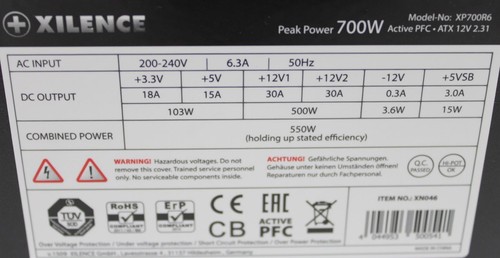 XILENCE
Peak Power 700W
Model-No: XP700R6
Active PFC • ATX 12V 2.31
AC INPUT 200-240V 6.3A 50Hz
DC OUTPUT +3.3V +5V +12V1 +12V2 -12V +5VSB
18A 15A 30A 30A 0.3A 3.0A
103W 500W 3.6W 15W
COMBINED POWER 550W
(holding up stated efficiency)
WARNING! Hazardous voltages. Do not
remove this cover. Trained service personnel
only. No serviceable components inside.
ACHTUNG! Gefährliche Spannungen.
Gehäuse unter keinen Umständen öffnen!
Reparatur nur durch Fachpersonal.
Q.C.
PASSED
HI-POT
OK
TÜV
RoHS
COMPLIANT
ErP
COMPLIANT
CE
CB
EAC
ACTIVE
PFC
ITEM NO: XN046
4 044953 500541
Over Voltage Protection / Under Voltage Protection / Short Circuit Protection / Over Power Protection